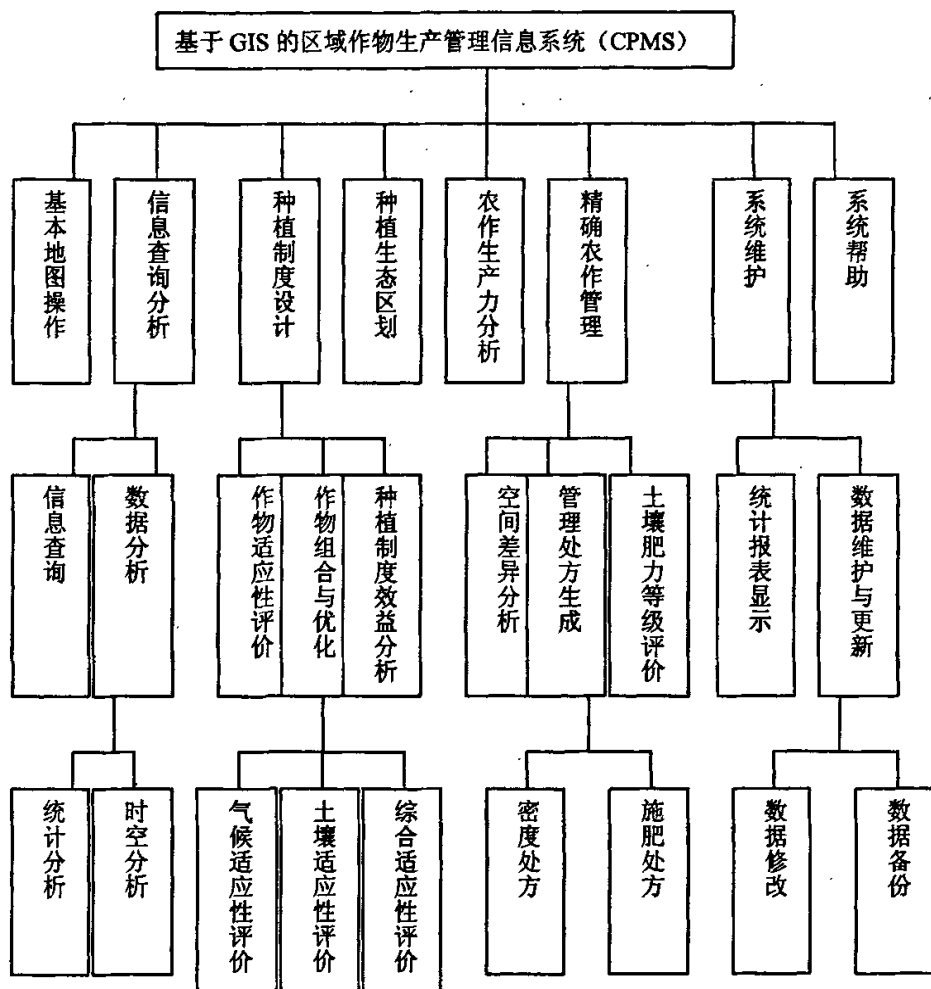 基于 GIS 的区域作物生产管理信息系统（CPMS）
基本地图操作
信息查询分析
种植制度设计
种植生态区划
农作生产力分析
精确农作管理
系统维护
系统帮助
信息查询
数据分析
作物适应性评价
作物组合与优化
种植制度效益分析
空间差异分析
管理处方生成
土壤肥力等级评价
统计报表显示
数据维护与更新
统计分析
时空分析
气候适应性评价
土壤适应性评价
综合适应性评价
密度处方
施肥处方
数据修改
数据备份